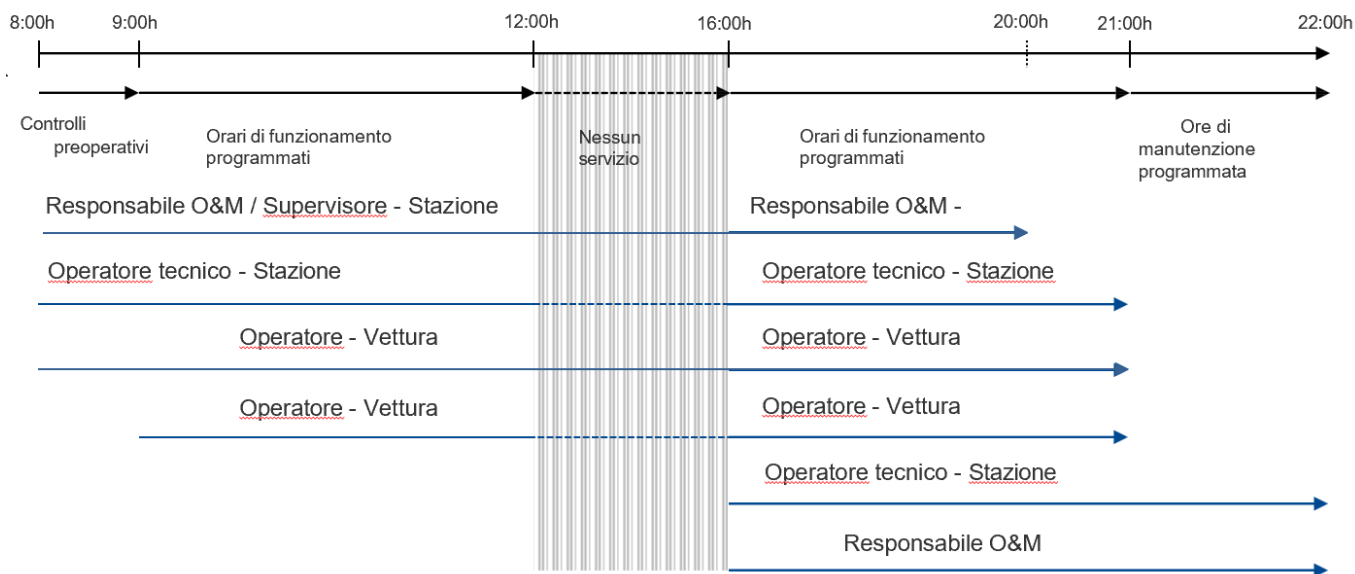 8:00h 9:00h 12:00h 16:00h 20:00h 21:00h 22:00h
Controlli
preoperativi
Orari di funzionamento
programmati
Nessun
servizio
Orari di funzionamento
programmati
Ore di
manutenzione
programmata
Responsabile O&M / Supervisore - Stazione
Responsabile O&M -
Operatore tecnico - Stazione
Operatore tecnico - Stazione
Operatore - Vettura
Operatore - Vettura
Operatore - Vettura
Operatore - Vettura
Operatore tecnico - Stazione
Responsabile O&M